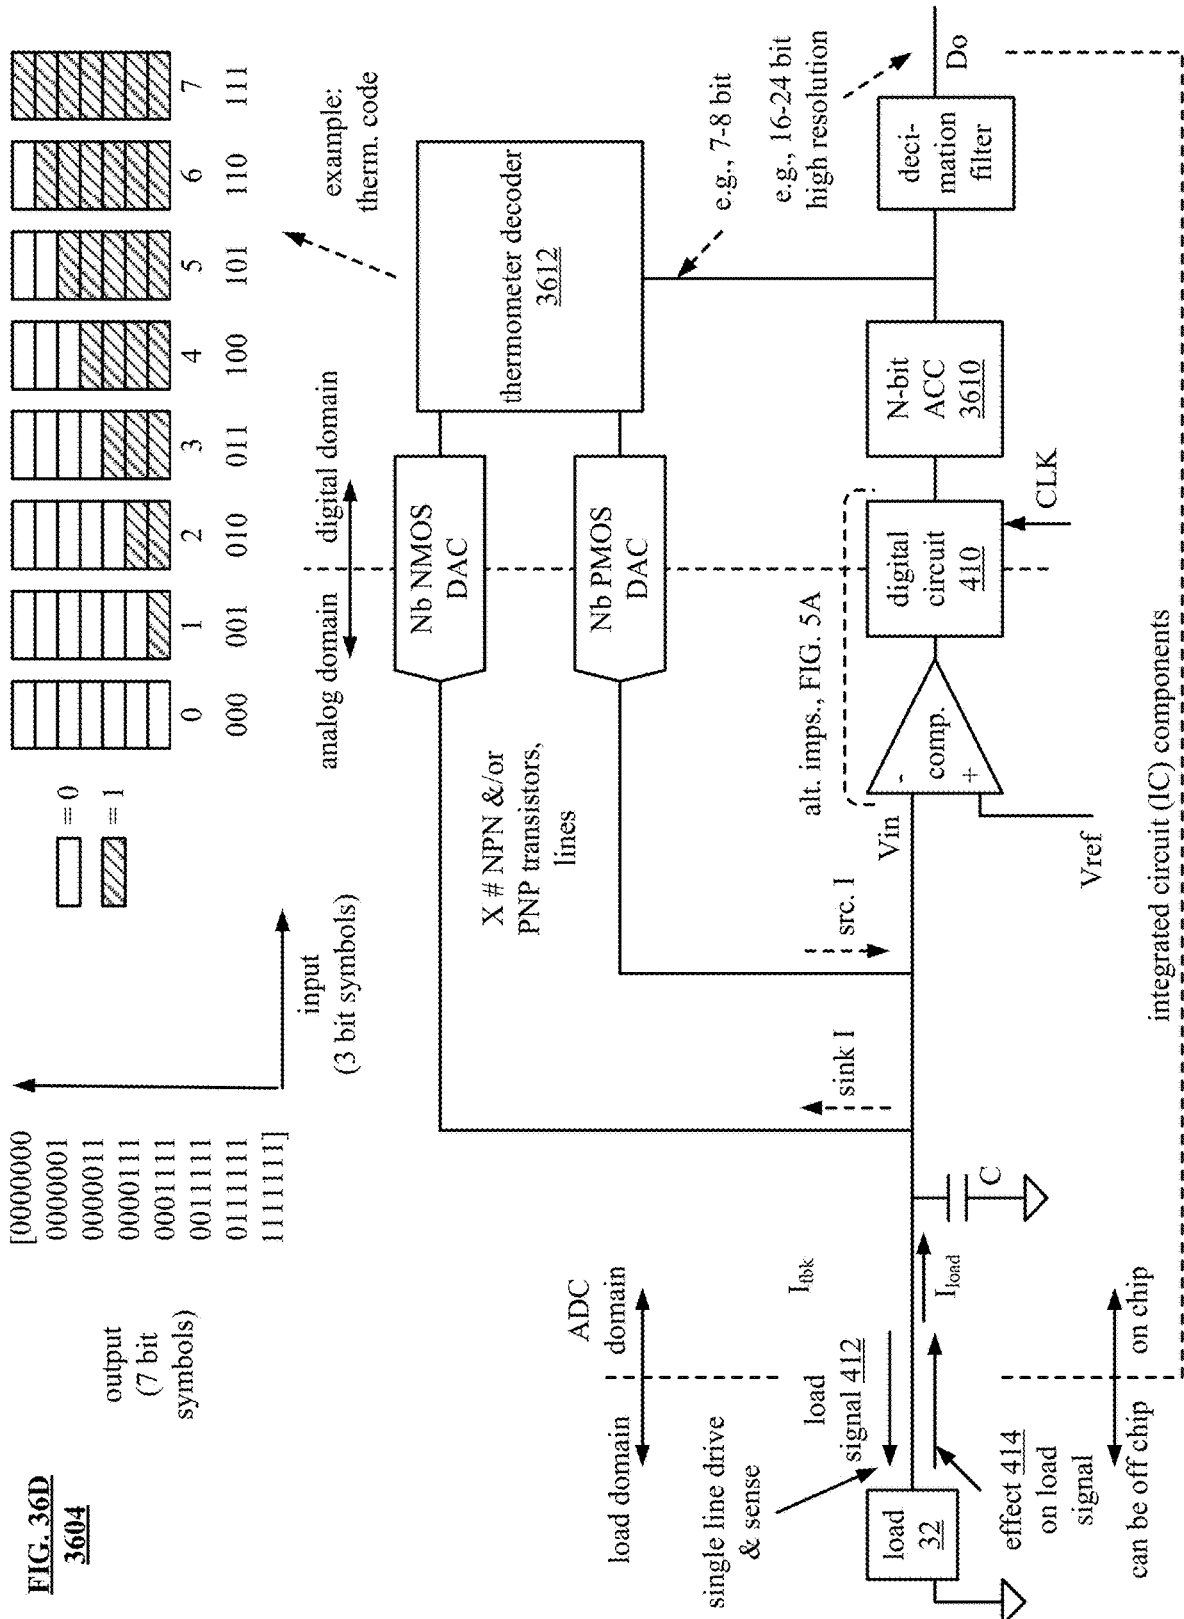 FIG. 36D
3604
output
(7 bit
symbols)
[0000000
0000001
0000011
0000111
0001111
0011111
0111111
1111111]
input
(3 bit symbols)
= 0
= 1
0 1 2 3 4 5 6 7
000 001 010 011 100 101 110 111
example:
therm. code
analog domain
digital domain
load domain
ADC
domain
X # NPN &/or
PNP transistors,
lines
Nb NMOS
DAC
Nb PMOS
DAC
thermometer decoder
3612
e.g., 7-8 bit
e.g., 16-24 bit
high resolution
single line drive
& sense
load
signal 412
Ifbk
sink I
src. I
alt. imps., FIG. 5A
load
32
Iload
C
Vin
-
+
comp.
Vref
digital
circuit
410
CLK
N-bit
ACC
3610
deci-
mation
filter
Do
effect 414
on load
signal
can be off chip
on chip
integrated circuit (IC) components